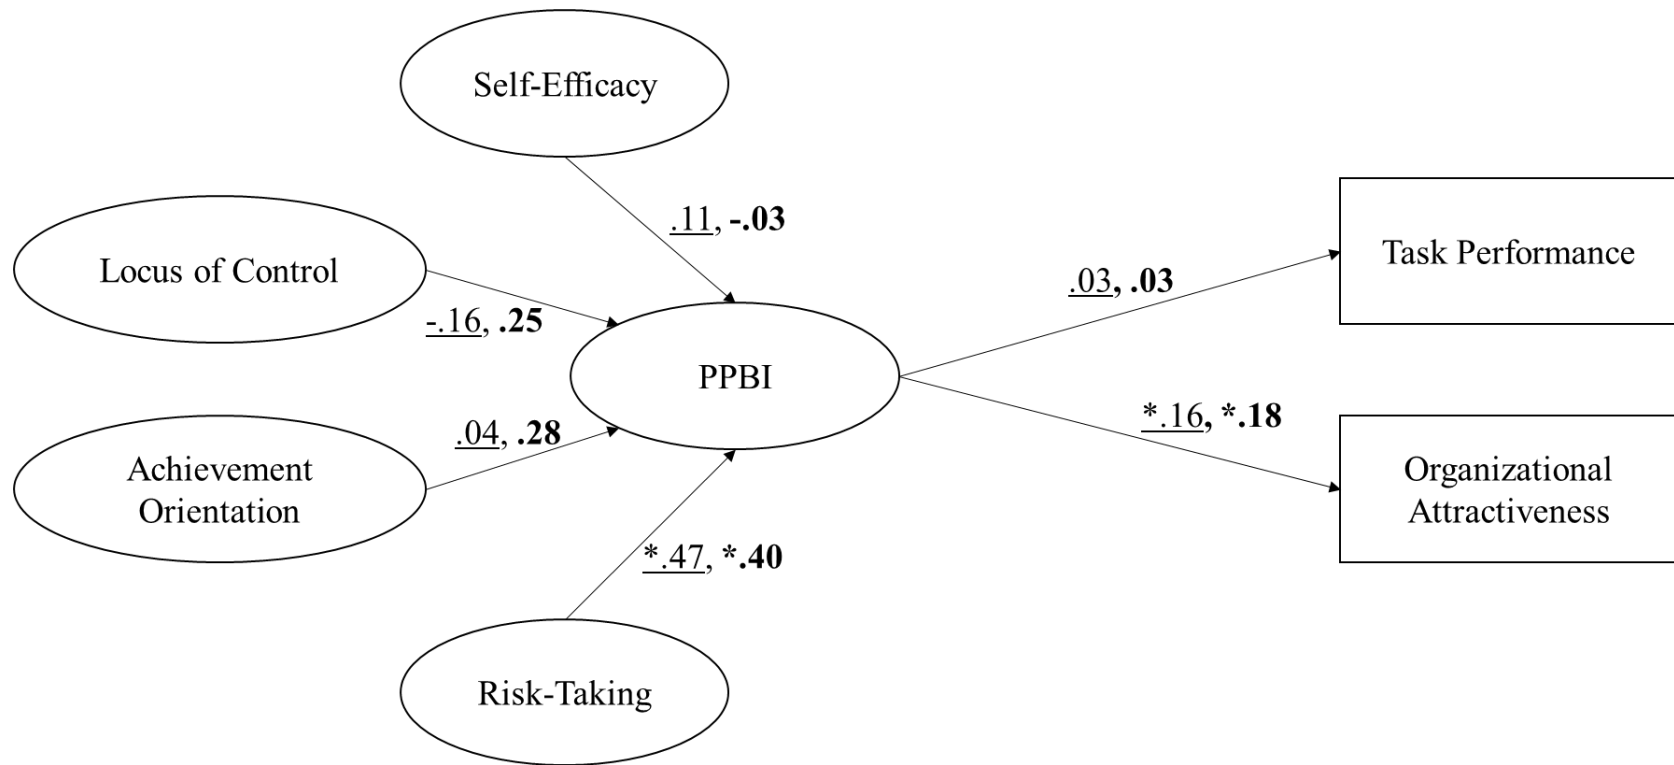 Self-Efficacy
.11, -.03
Locus of Control
-.16, .25
PPBI
.03, .03
Task Performance
Achievement
Orientation
.04, .28
*.16, *.18
Organizational
Attractiveness
*.47, *.40
Risk-Taking